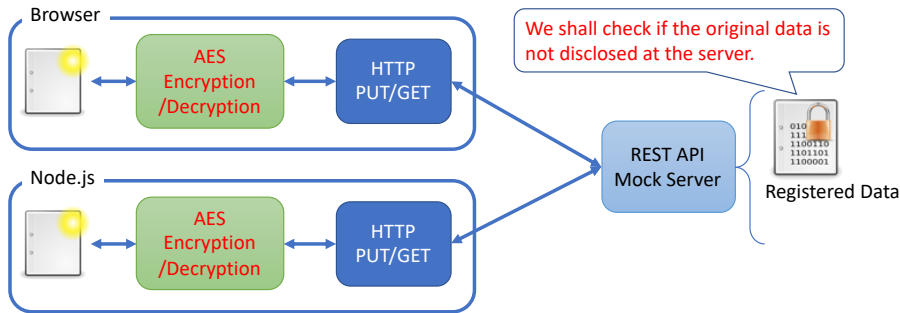 Browser
AES
Encryption
/Decryption
HTTP
PUT/GET
We shall check if the original data is
not disclosed at the server.
REST API
Mock Server
010
111
1100110
1101101
1100001
Registered Data
Node.js
AES
Encryption
/Decryption
HTTP
PUT/GET